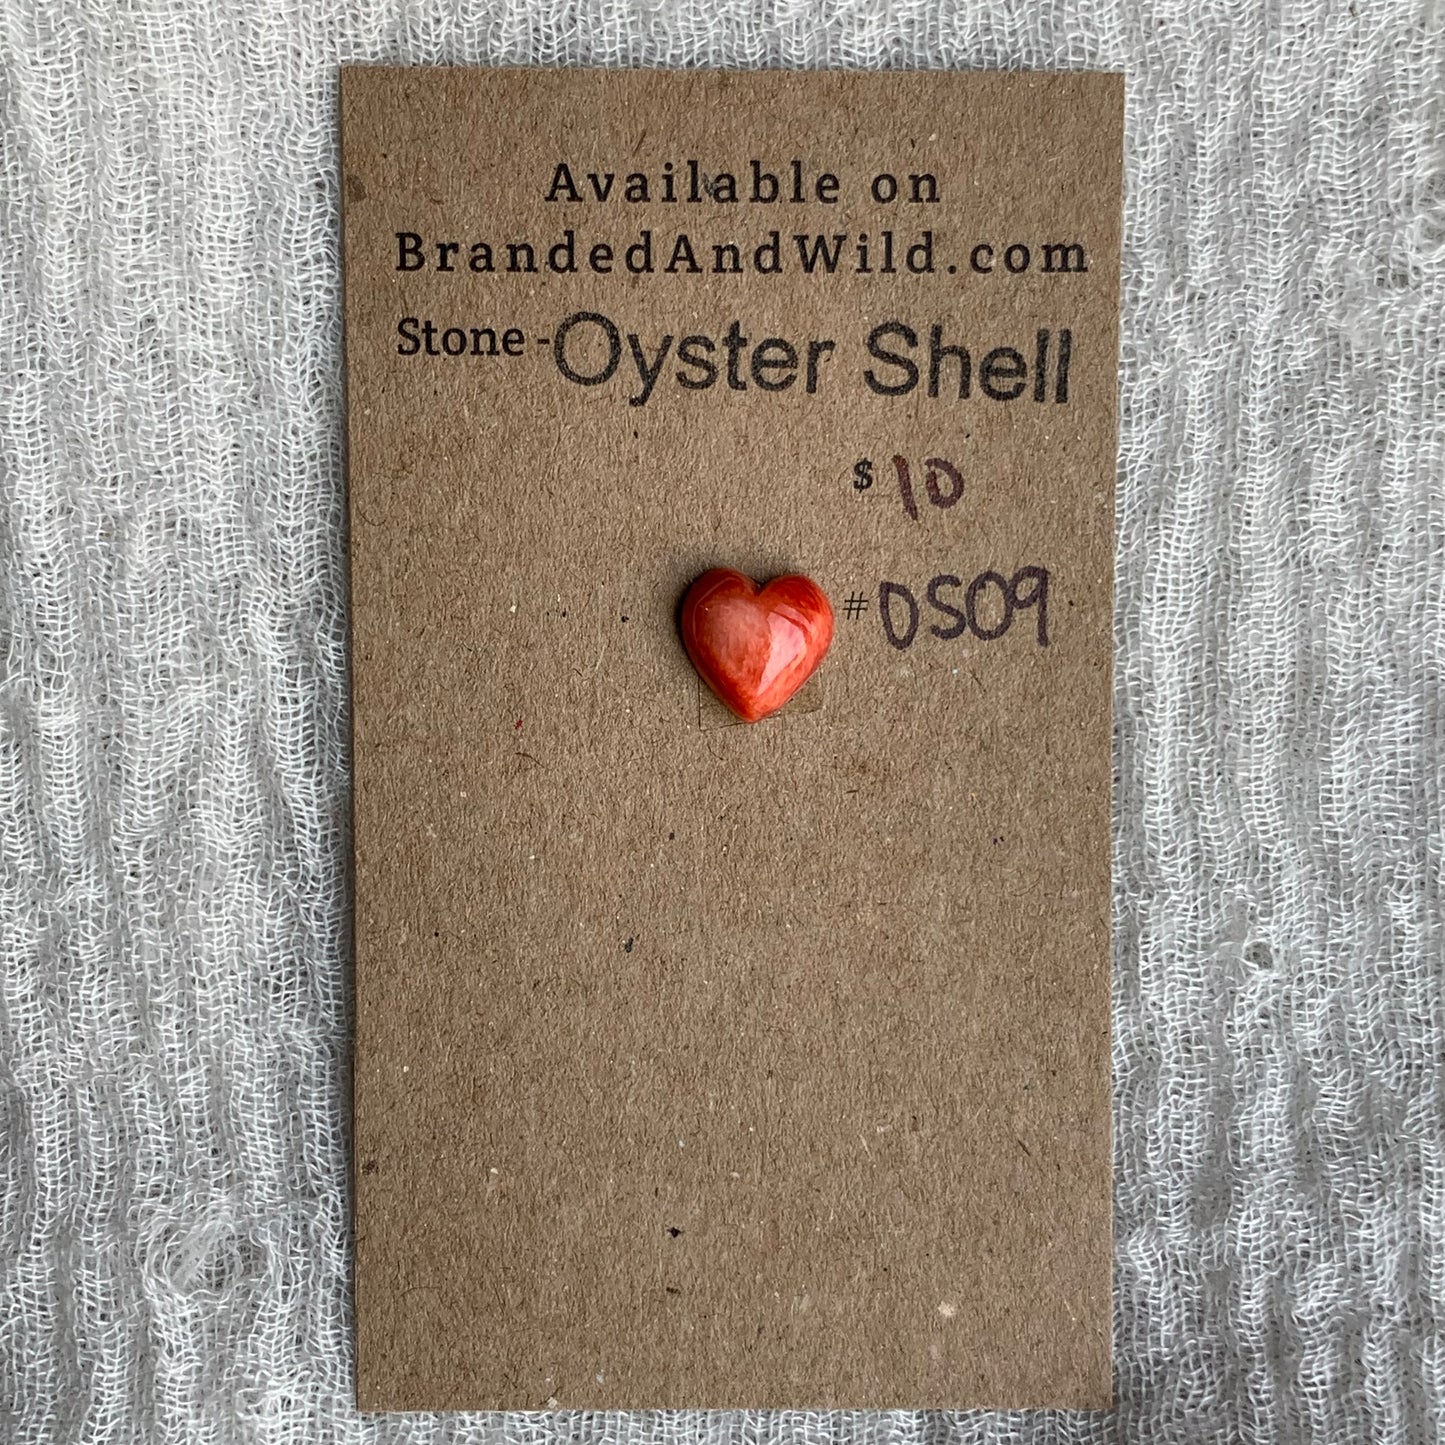 Available on
BrandedAndWild.com
Stone - Oyster Shell
$ 10
# OS09